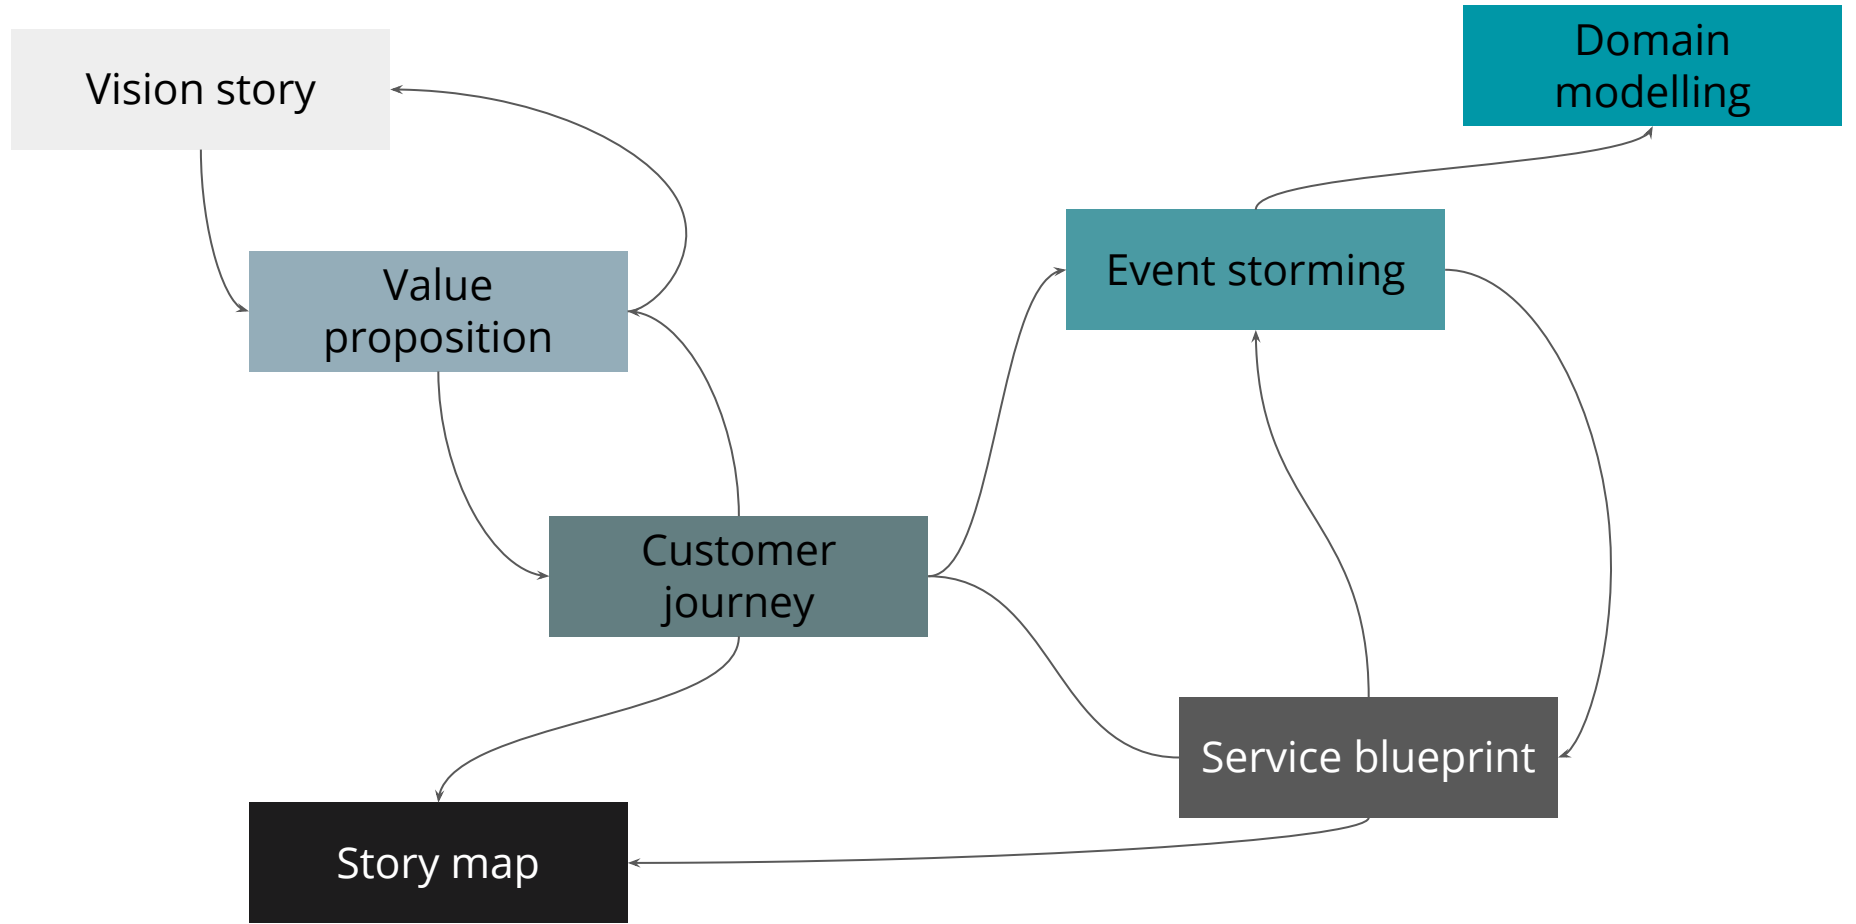 Vision story
Domain
modelling
Value
proposition
Event storming
Customer
journey
Service blueprint
Story map